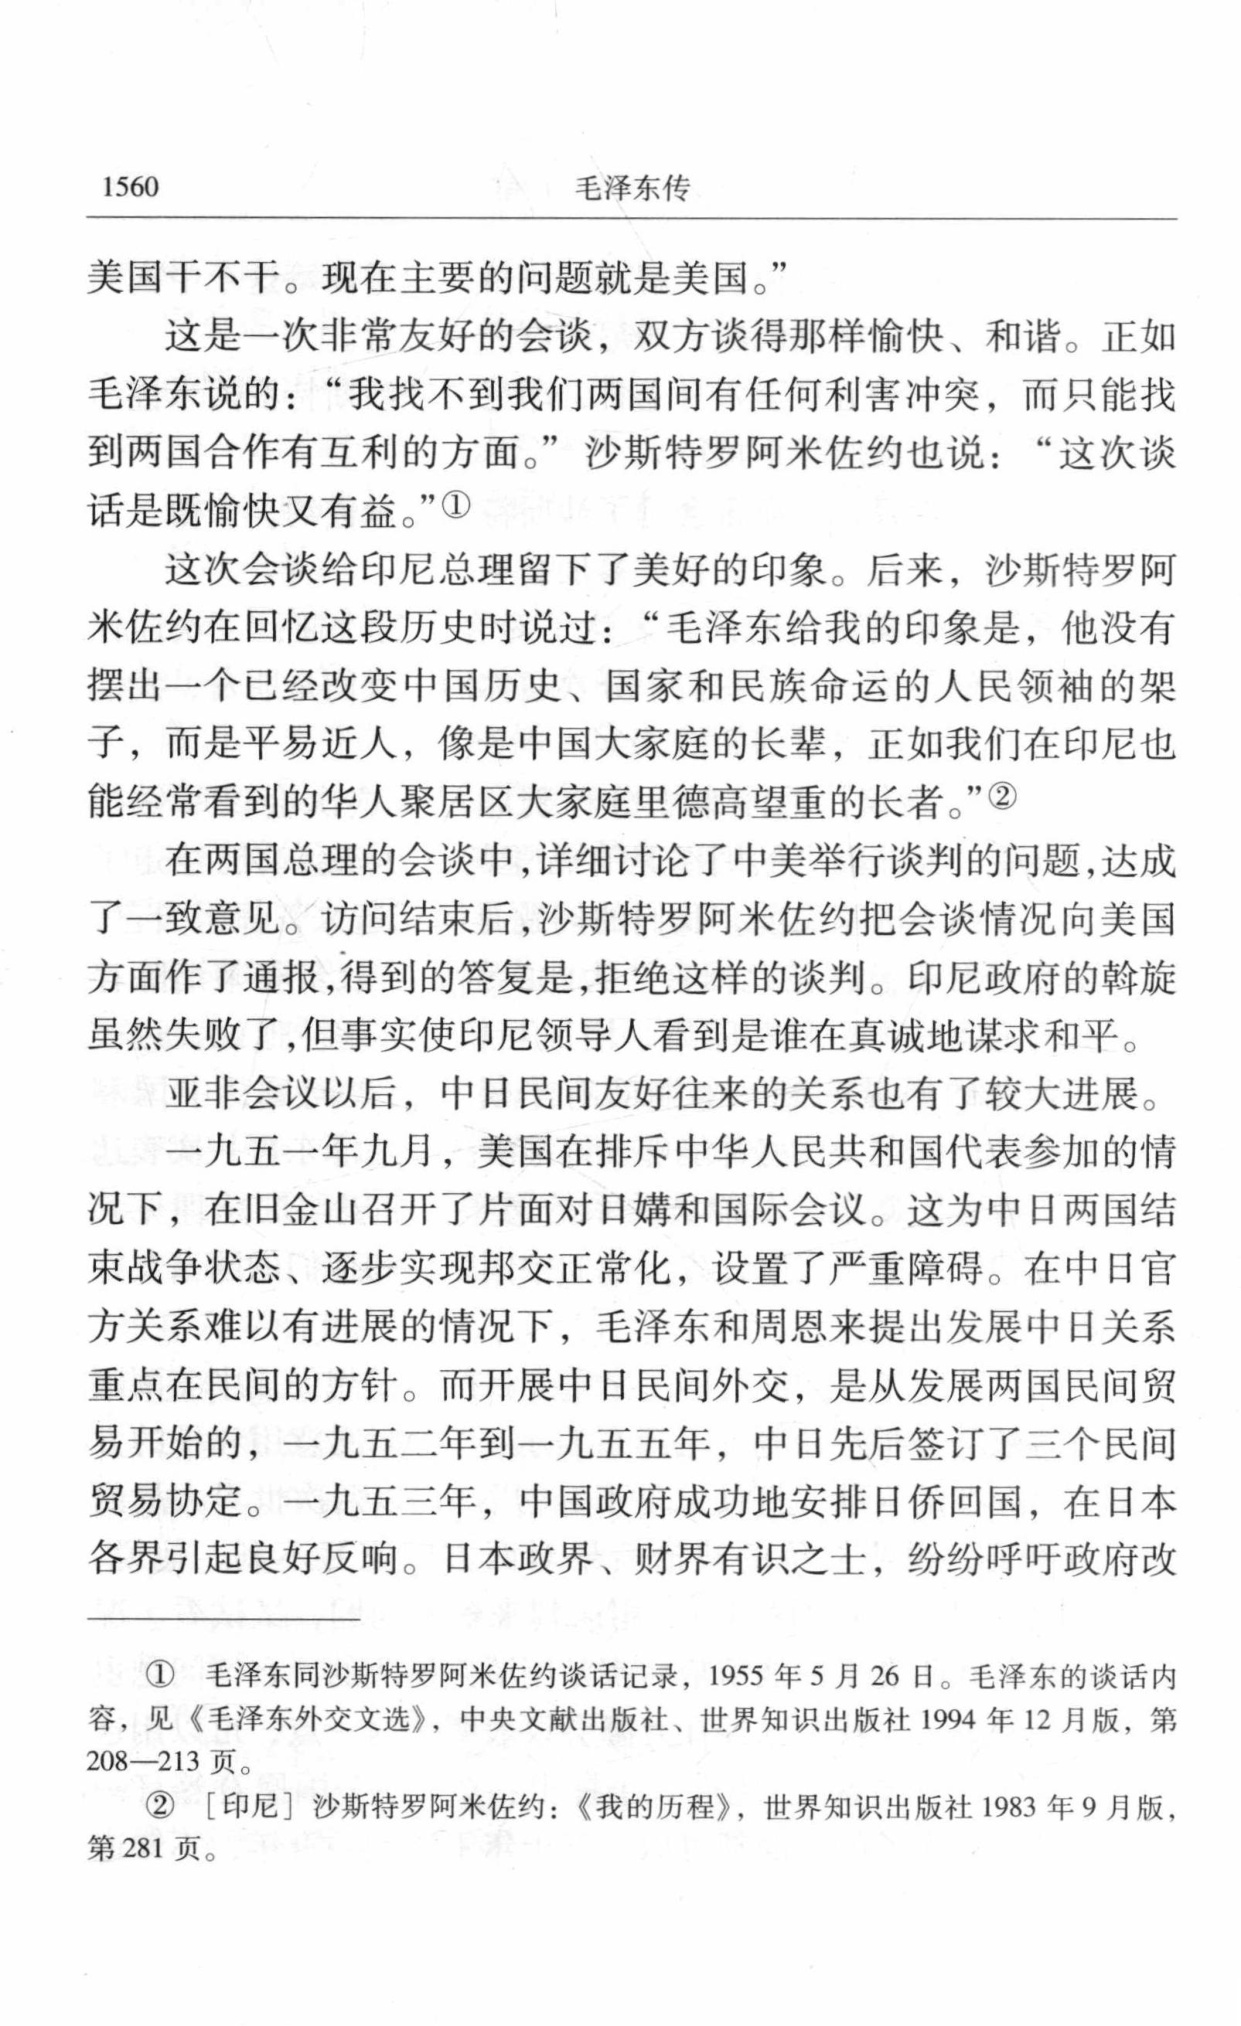 1560 毛泽东传
美国干不干。现在主要的问题就是美国。”
这是一次非常友好的会谈，双方谈得那样愉快、和谐。正如
毛泽东说的：“我找不到我们两国间有任何利害冲突，而只能找
到两国合作有互利的方面。”沙斯特罗阿米佐约也说：“这次谈
话是既愉快又有益。”①
这次会谈给印尼总理留下了美好的印象。后来，沙斯特罗阿
米佐约在回忆这段历史时说过：“毛泽东给我的印象是，他没有
摆出一个已经改变中国历史、国家和民族命运的人民领袖的架
子，而是平易近人，像是中国大家庭的长辈，正如我们在印尼也
能经常看到的华人聚居区大家庭里德高望重的长者。”②
在两国总理的会谈中,详细讨论了中美举行谈判的问题,达成
了一致意见。访问结束后,沙斯特罗阿米佐约把会谈情况向美国
方面作了通报,得到的答复是,拒绝这样的谈判。印尼政府的斡旋
虽然失败了,但事实使印尼领导人看到是谁在真诚地谋求和平。
亚非会议以后，中日民间友好往来的关系也有了较大进展。
一九五一年九月，美国在排斥中华人民共和国代表参加的情
况下，在旧金山召开了片面对日媾和国际会议。这为中日两国结
束战争状态、逐步实现邦交正常化，设置了严重障碍。在中日官
方关系难以有进展的情况下，毛泽东和周恩来提出发展中日关系
重点在民间的方针。而开展中日民间外交，是从发展两国民间贸
易开始的，一九五二年到一九五五年，中日先后签订了三个民间
贸易协定。一九五三年，中国政府成功地安排日侨回国，在日本
各界引起良好反响。日本政界、财界有识之士，纷纷呼吁政府改
① 毛泽东同沙斯特罗阿米佐约谈话记录，1955 年 5 月 26 日。毛泽东的谈话内
容，见《毛泽东外交文选》，中央文献出版社、世界知识出版社 1994 年 12 月版，第
208—213 页。
② ［印尼］沙斯特罗阿米佐约：《我的历程》，世界知识出版社 1983 年 9 月版，
第 281 页。